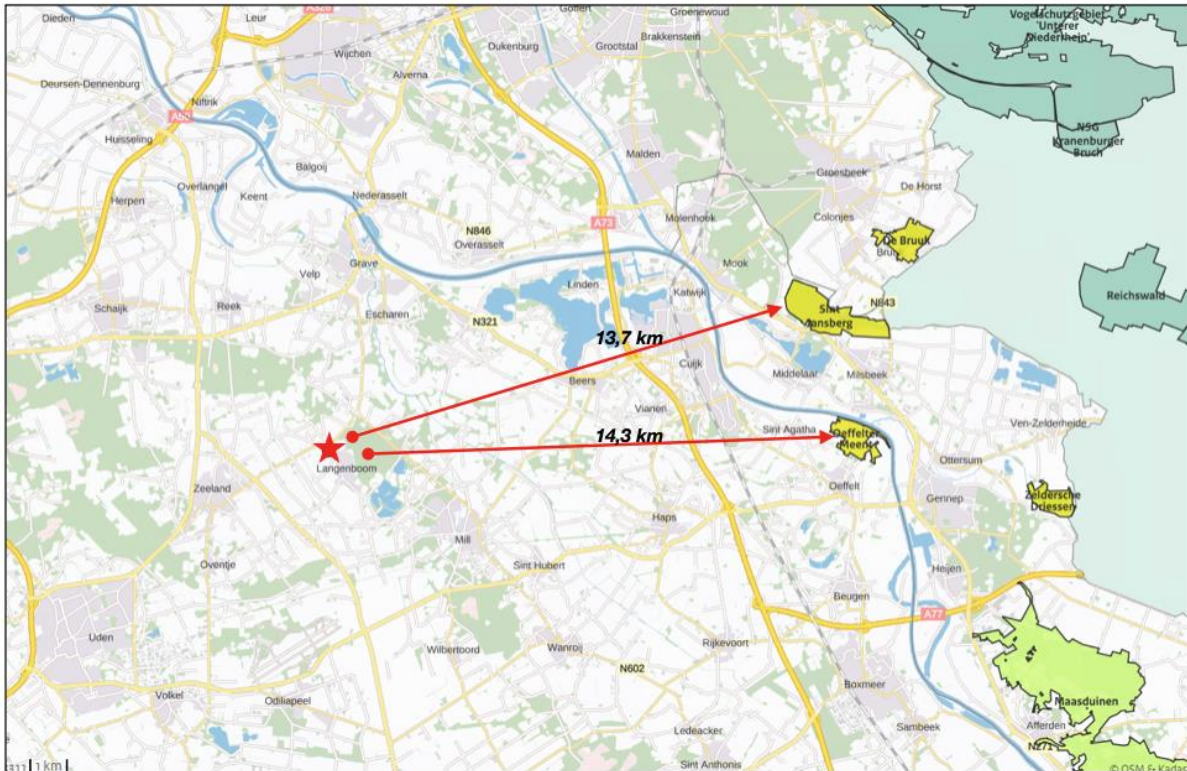 Dieden
Leur
A326
Goffert
Groenewoud
Vogelschutzgebiet
'Unterer
Niederrhein'
Wijchen
Dukenburg
Grootstal
Brakkenstein
Alverna
Deursen-Dennenburg
Niftrik
A50
Huisseling
NSG
Kranenburger
Bruch
Malden
Balgoij
Groesbeek
Overlangel
Keent
Nederasselt
De Horst
Herpen
A73
Molenhoek
Colonjes
N846
Overasselt
De Bruuk
Velp
Grave
Mook
Linden
Katwijk
Reichswald
Schaijk
Reek
Escharen
N321
Sint
Jansberg
N843
13,7 km
Cuijk
Middelaar
Milsbeek
Beers
Vianen
Ven-Zelderheide
14,3 km
Sint Agatha
Oeffelter
Meent
Langenboom
Ottersum
Zeeland
Oeffelt
Gennep
Zeldersche
Driessen
Haps
Mill
Oventje
Sint Hubert
Heijen
Beugen
A77
Uden
Wilbertoord
Wanroij
Rijkevoort
N602
Volkel
Odiliapeel
Boxmeer
Maasduinen
Sambeek
Afferden
Ledeacker
N271
1 km
Sint Anthonis
© OSM & Kadas